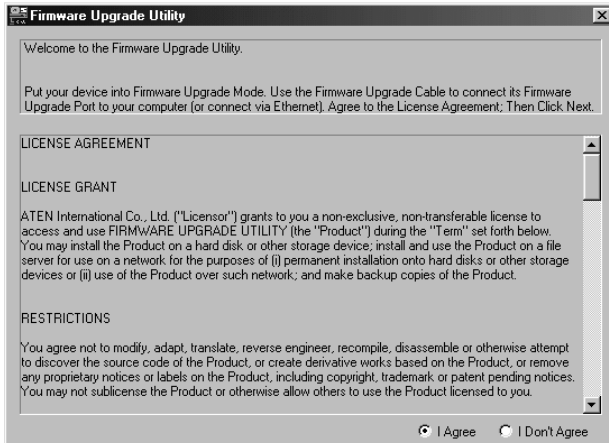 Firmware Upgrade Utility
Welcome to the Firmware Upgrade Utility.
Put your device into Firmware Upgrade Mode. Use the Firmware Upgrade Cable to connect its Firmware
Upgrade Port to your computer (or connect via Ethernet). Agree to the License Agreement; Then Click Next.
LICENSE AGREEMENT
LICENSE GRANT
ATEN International Co., Ltd. ("Licensor") grants to you a non-exclusive, non-transferable license to
access and use FIRMWARE UPGRADE UTILITY (the "Product") during the "Term" set forth below.
You may install the Product on a hard disk or other storage device; install and use the Product on a file
server for use on a network for the purposes of (i) permanent installation onto hard disks or other storage
devices or (ii) use of the Product over such network; and make backup copies of the Product.
RESTRICTIONS
You agree not to modify, adapt, translate, reverse engineer, recompile, disassemble or otherwise attempt
to discover the source code of the Product, or create derivative works based on the Product, or remove
any proprietary notices or labels on the Product, including copyright, trademark or patent pending notices.
You may not sublicense the Product or otherwise allow others to use the Product licensed to you.
I Agree I Don't Agree